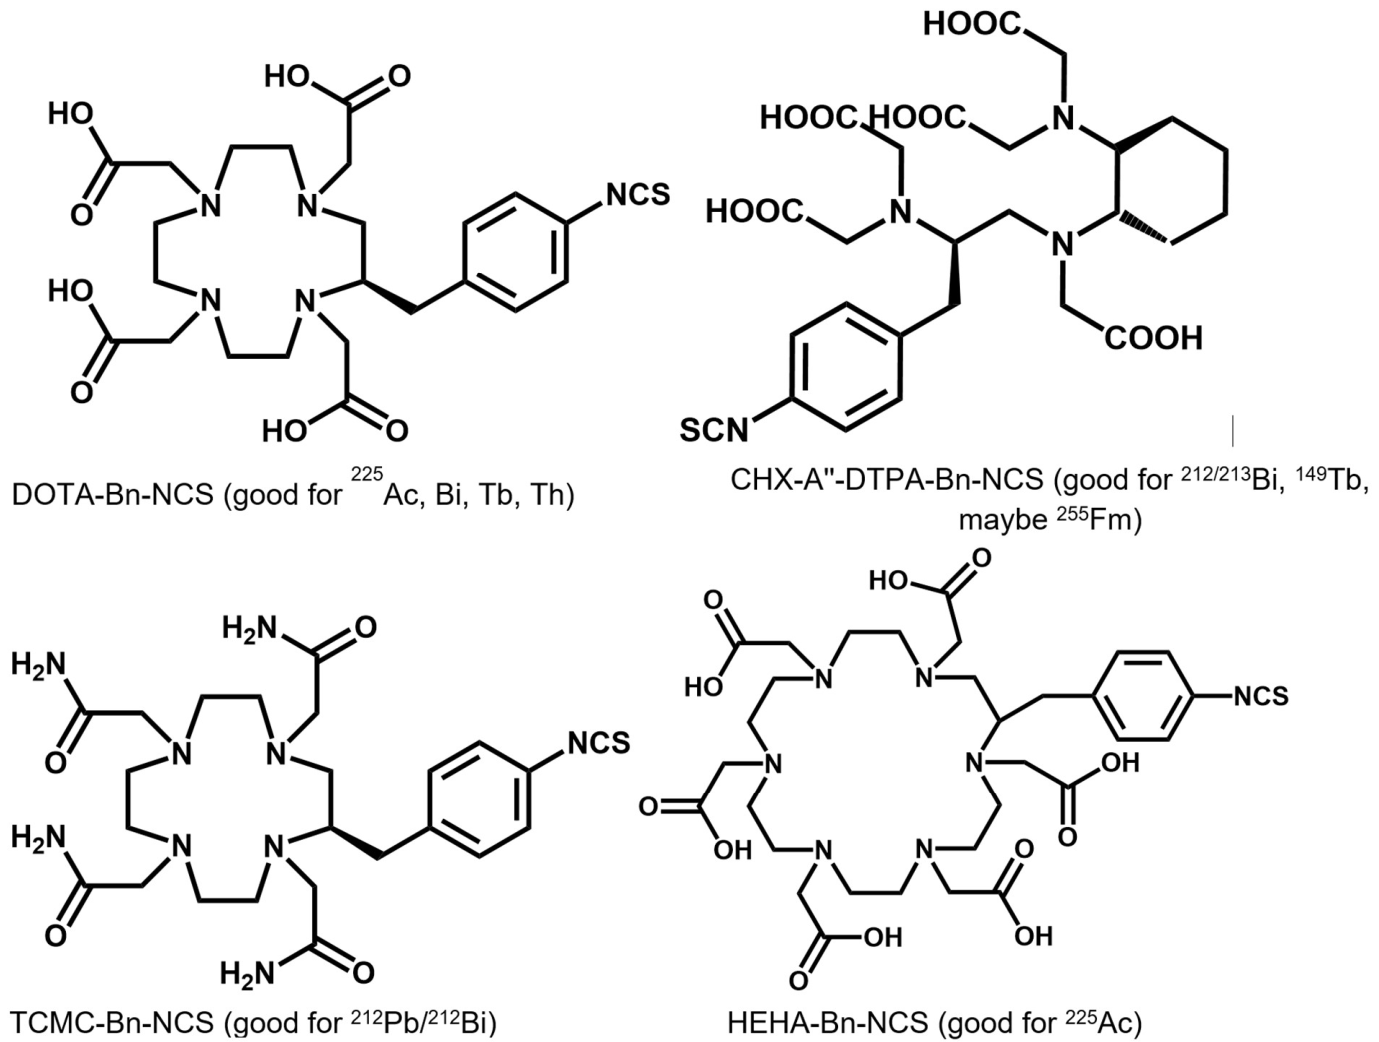 HOOC
HO O
HO
HOOC HOOC N
O N N NCS
HOOC N N
HO N N
O
COOH
HO O SCN
DOTA-Bn-NCS (good for ²²⁵Ac, Bi, Tb, Th)
CHX-A"-DTPA-Bn-NCS (good for ²¹²/²¹³Bi, ¹⁴⁹Tb,
maybe ²⁵⁵Fm)
H₂N O
H₂N
O N N NCS
H₂N N N
O
H₂N O
TCMC-Bn-NCS (good for ²¹²Pb/²¹²Bi)
HO O
O
HO N N NCS
N N OH
O O
OH N N O
OH OH
O
HEHA-Bn-NCS (good for ²²⁵Ac)